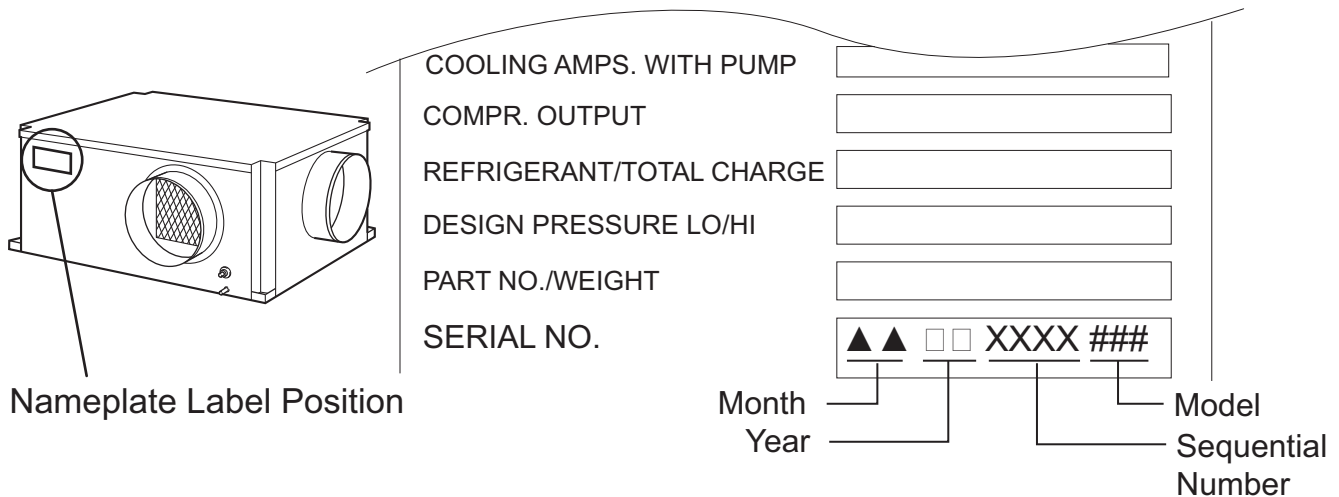 COOLING AMPS. WITH PUMP
COMPR. OUTPUT
REFRIGERANT/TOTAL CHARGE
DESIGN PRESSURE LO/HI
PART NO./WEIGHT
SERIAL NO.
▲▲ □□ XXXX ###
Nameplate Label Position
Month
Year
Model
Sequential
Number